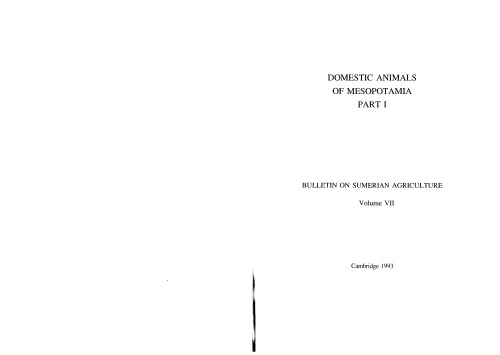 DOMESTIC ANIMALS
OF MESOPOTAMIA
PART I
BULLETIN ON SUMERIAN AGRICULTURE
Volume VII
Cambridge 1993